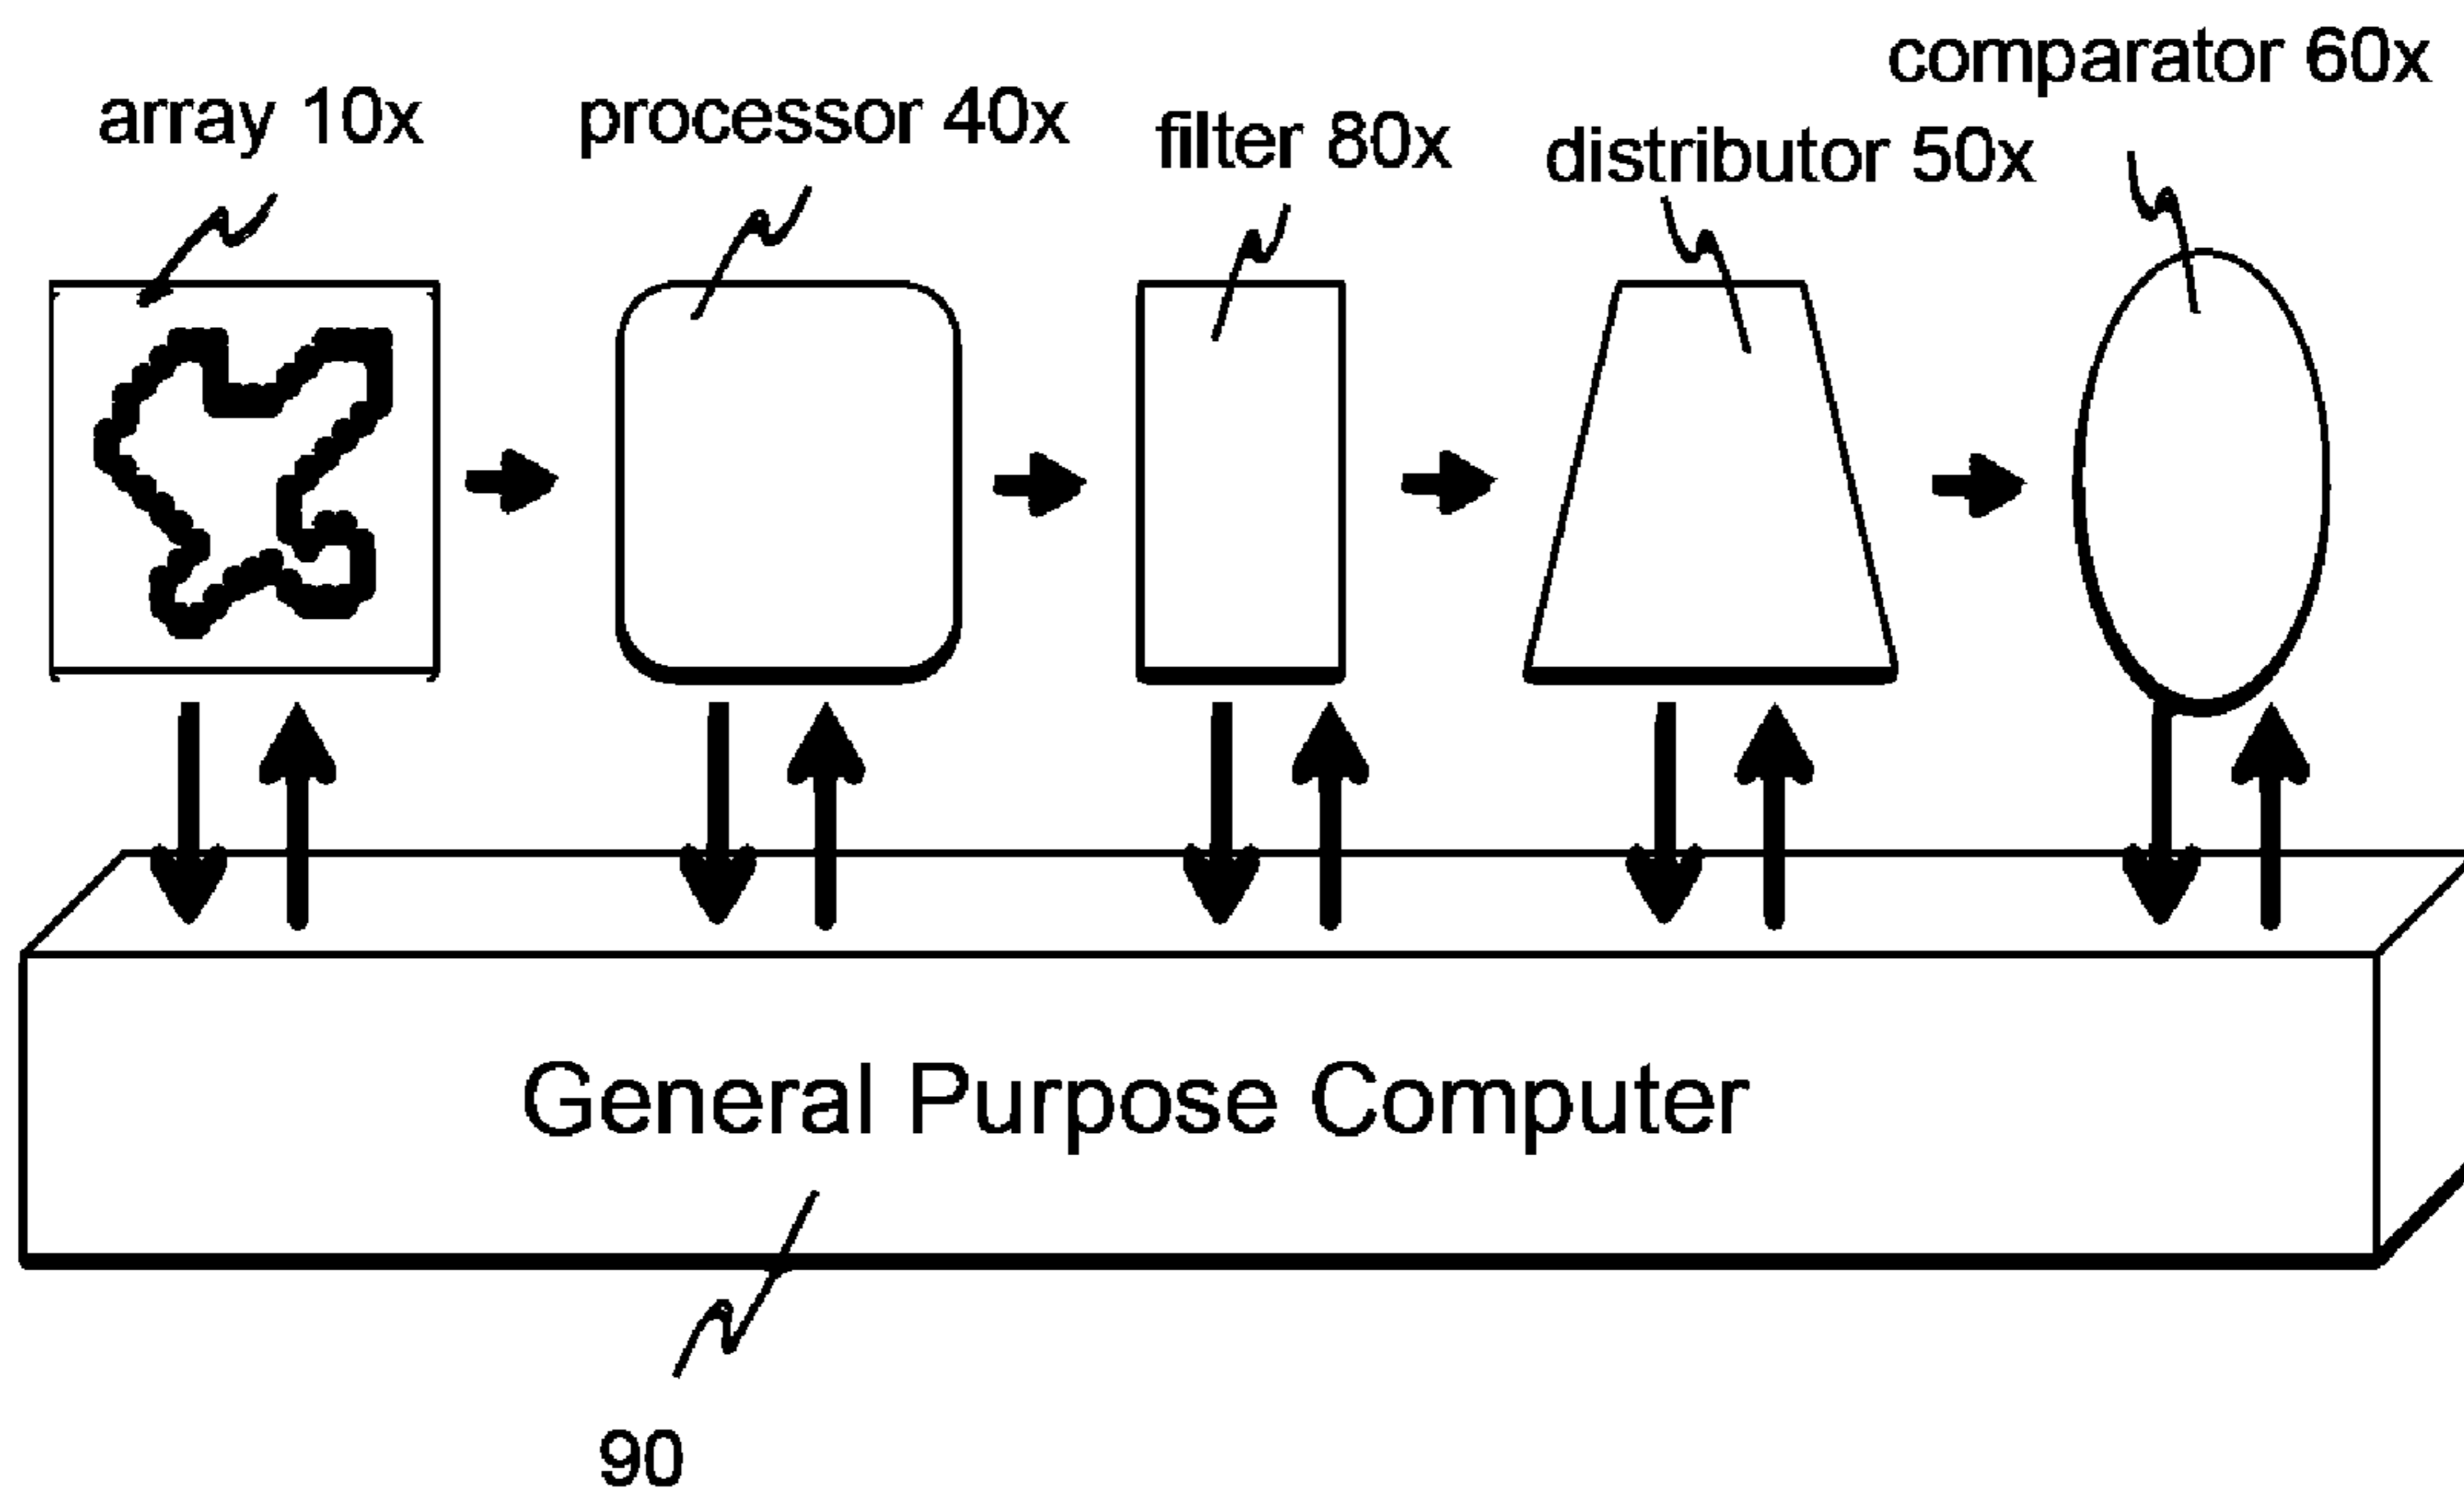 comparator 60x
array 10x
processor 40x
filter 80x
distributor 50x
General Purpose Computer
90